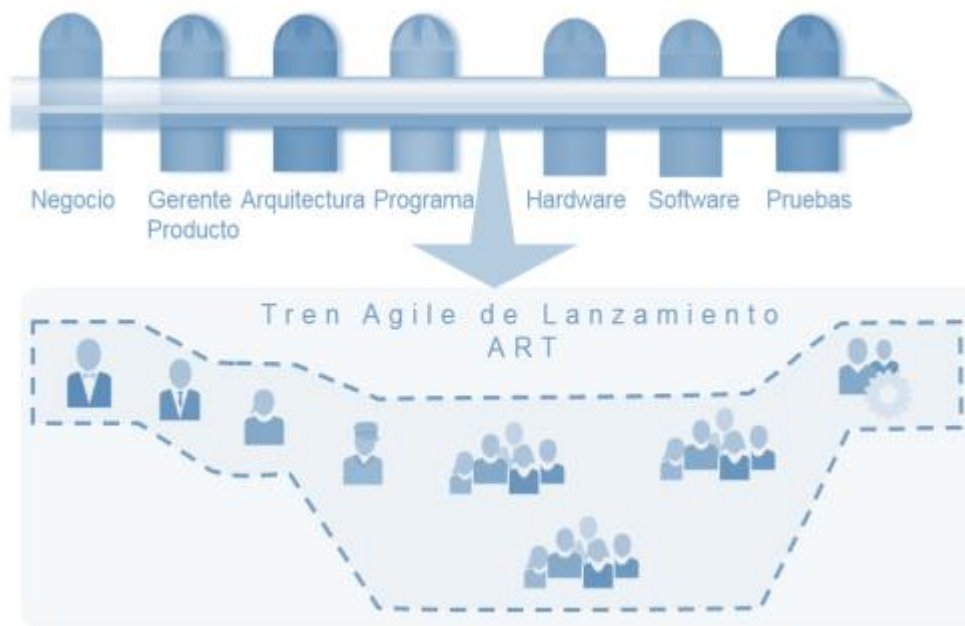 Negocio
Gerente
Producto
Arquitectura
Programa
Hardware
Software
Pruebas
Tren Agile de Lanzamiento
ART